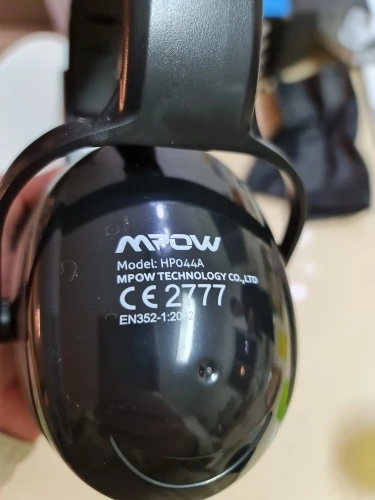 MPOW
Model: HP044A
MPOW TECHNOLOGY CO.,LTD
CE 2777
EN352-1:2002